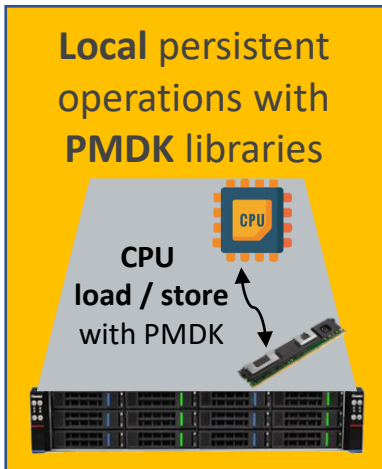 Local persistent
operations with
PMDK libraries
CPU
CPU
load / store
with PMDK